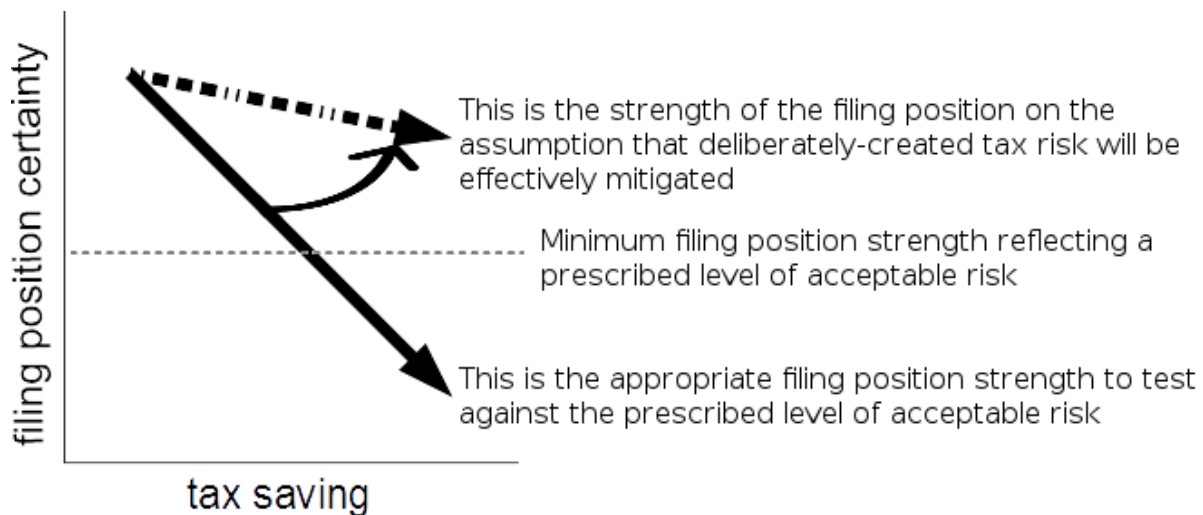 filing position certainty
This is the strength of the filing position on the
assumption that deliberately-created tax risk will be
effectively mitigated
Minimum filing position strength reflecting a
prescribed level of acceptable risk
This is the appropriate filing position strength to test
against the prescribed level of acceptable risk
tax saving